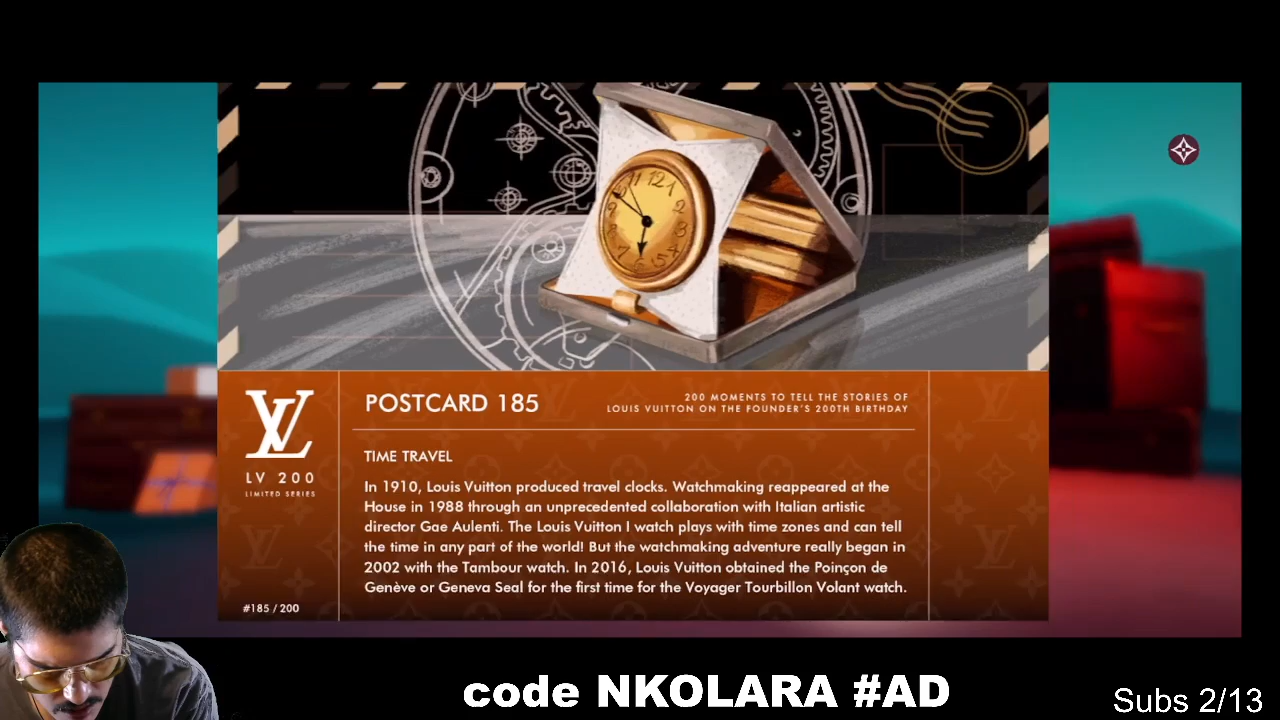 LV
LV 200
LIMITED SERIES
#185 / 200
POSTCARD 185
200 MOMENTS TO TELL THE STORIES OF
LOUIS VUITTON ON THE FOUNDER'S 200TH BIRTHDAY
TIME TRAVEL
In 1910, Louis Vuitton produced travel clocks. Watchmaking reappeared at the
House in 1988 through an unprecedented collaboration with Italian artistic
director Gae Aulenti. The Louis Vuitton I watch plays with time zones and can tell
the time in any part of the world! But the watchmaking adventure really began in
2002 with the Tambour watch. In 2016, Louis Vuitton obtained the Poinçon de
Genève or Geneva Seal for the first time for the Voyager Tourbillon Volant watch.
code NKOLARA #AD
Subs 2/13